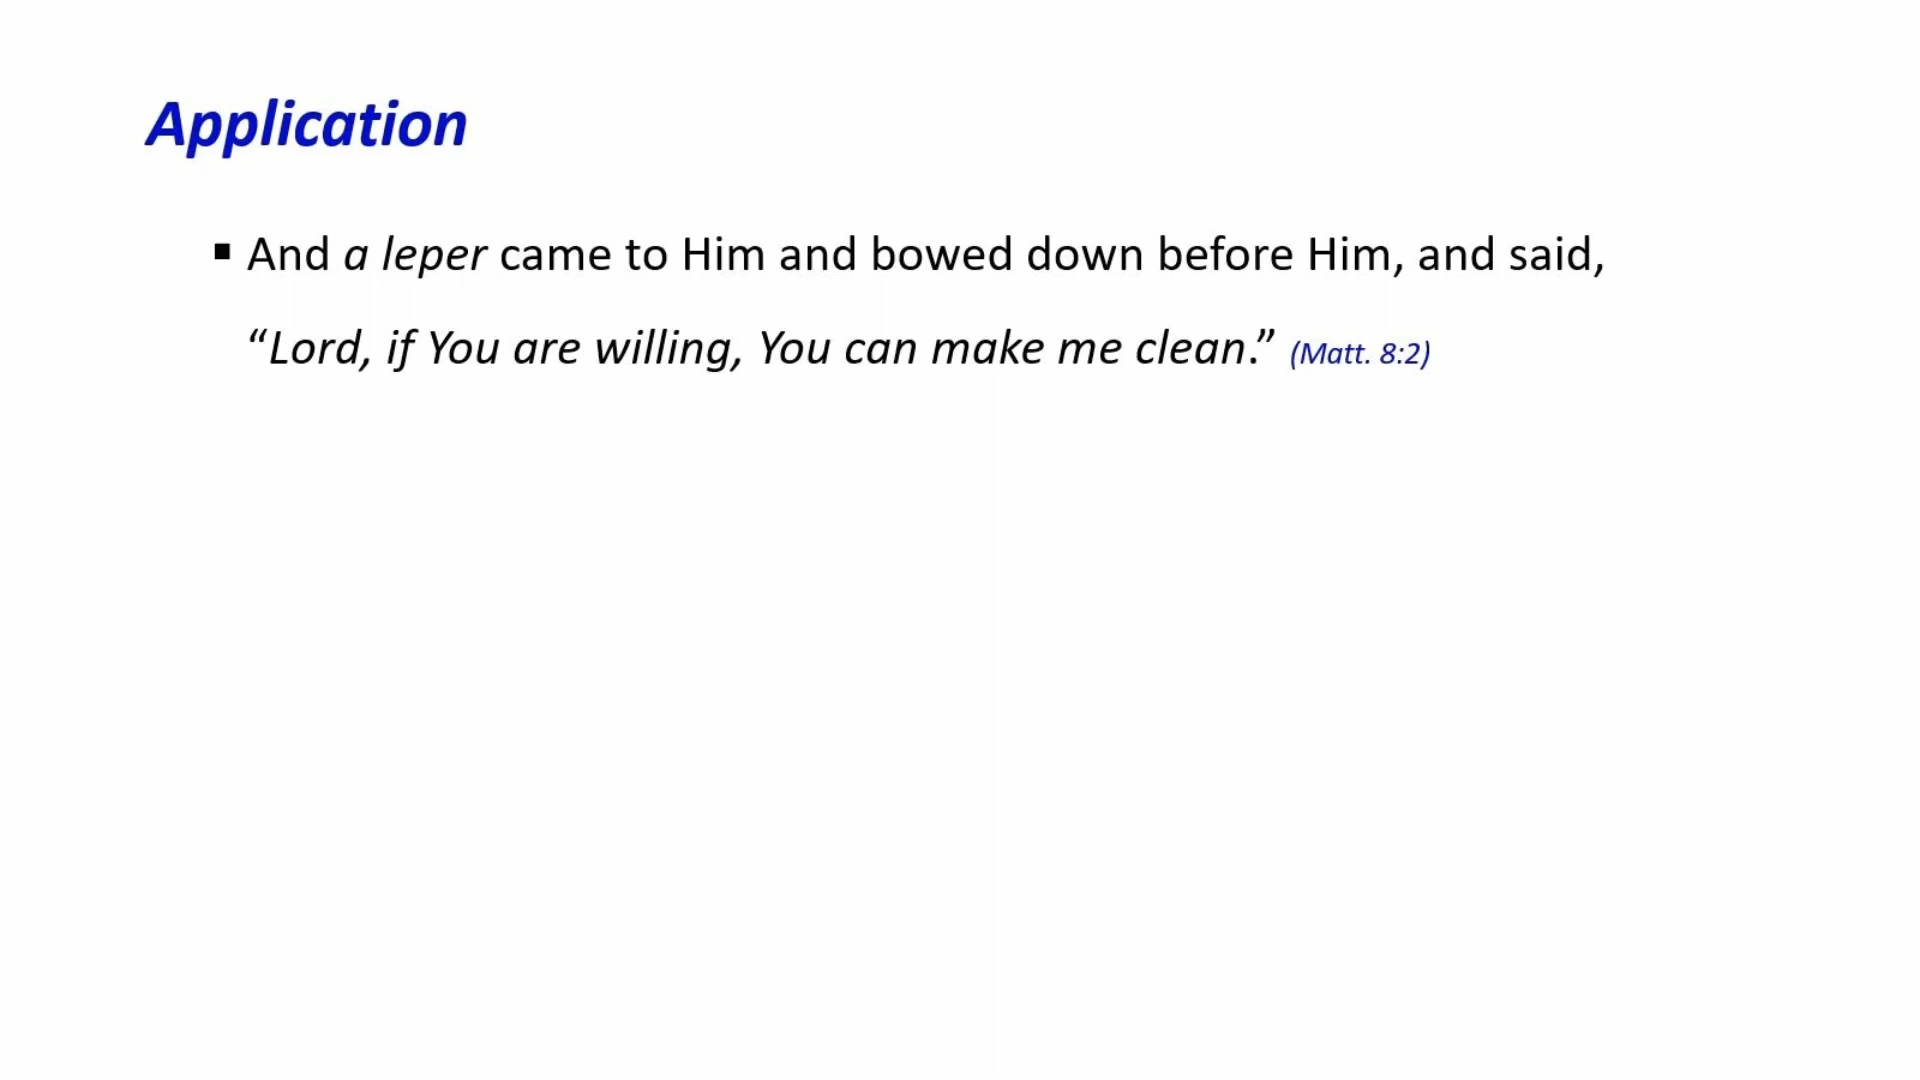 Application
▪ And a leper came to Him and bowed down before Him, and said,
“Lord, if You are willing, You can make me clean.” (Matt. 8:2)